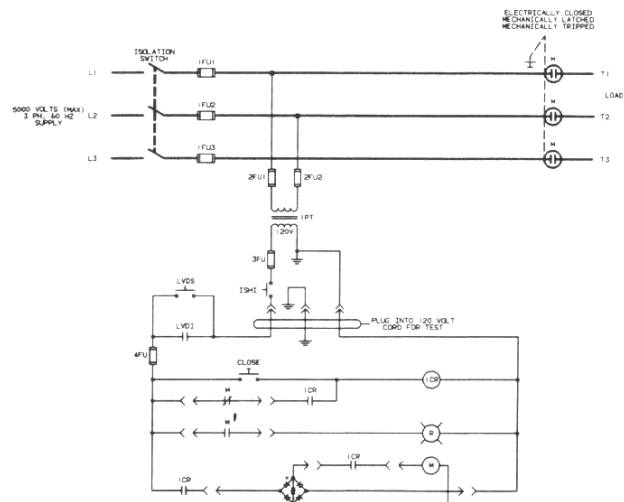 ELECTRICALLY CLOSED
MECHANICALLY LATCHED
MECHANICALLY TRIPPED
ISOLATION
SWITCH
1FU1
M
L1
T1
LOAD
5000 VOLTS (MAX)
3 PH, 60 HZ
SUPPLY
1FU2
M
L2
T2
1FU3
M
L3
T3
2FU1
2FU2
1PT
120V
3FU
ISHI
LVDS
LVD1
PLUG INTO 120 VOLT
CORD FOR TEST
4FU
CLOSE
1CR
M
1CR
M
R
1CR
M
1CR